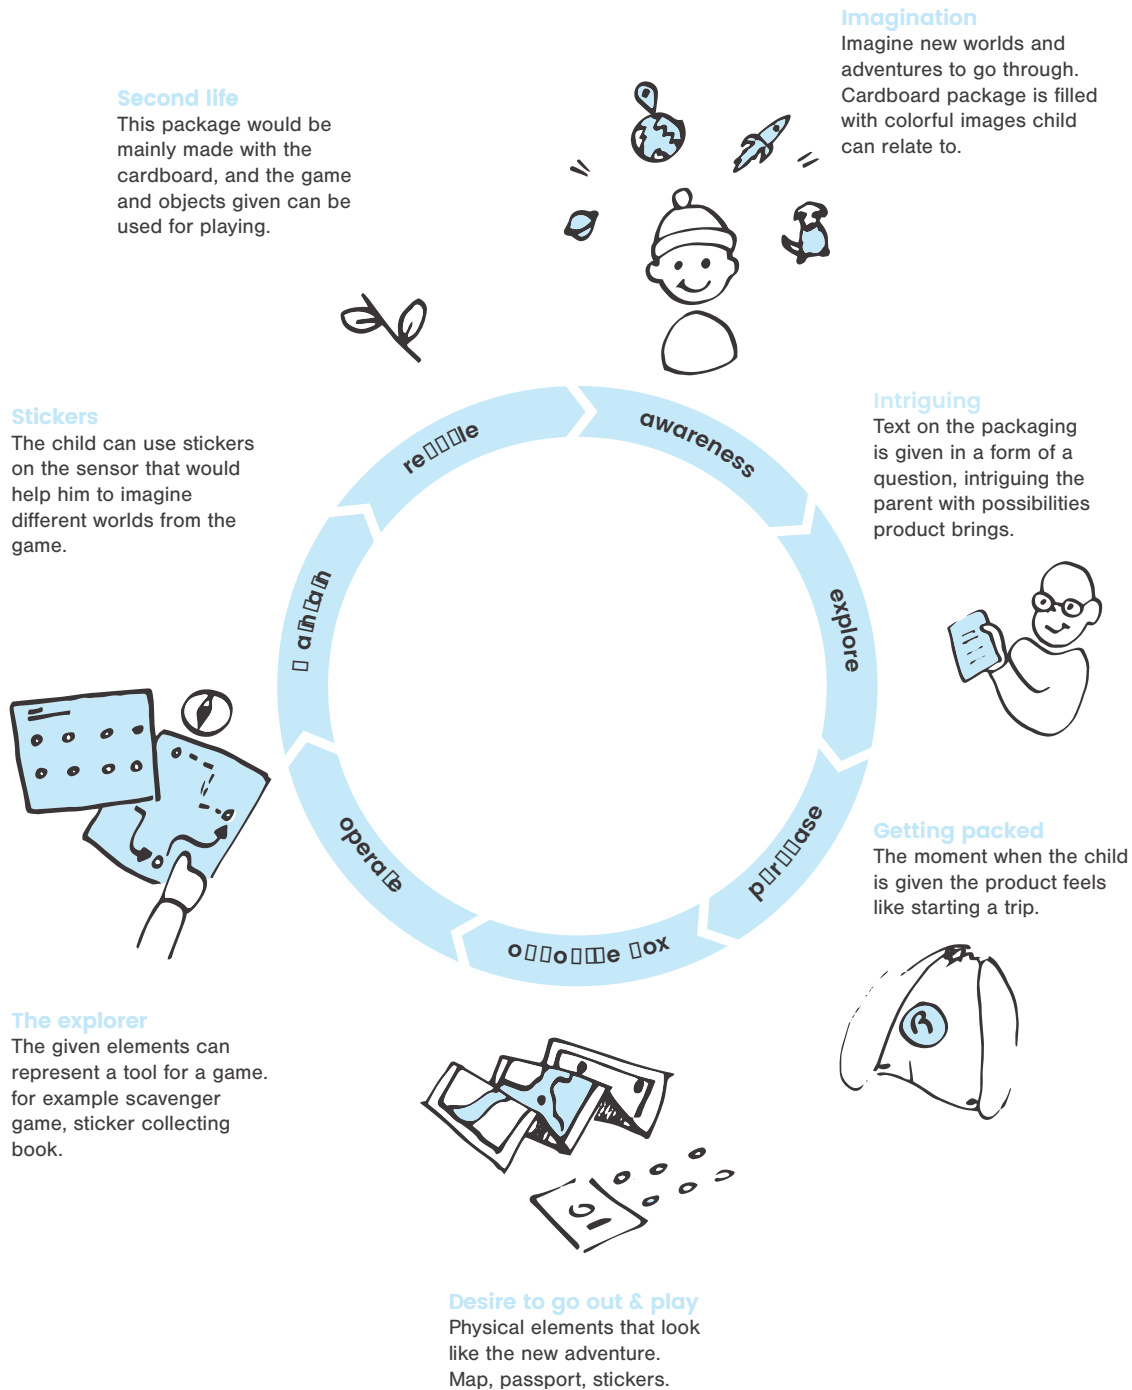 Imagination
Imagine new worlds and
adventures to go through.
Cardboard package is filled
with colorful images child
can relate to.
Second life
This package would be
mainly made with the
cardboard, and the game
and objects given can be
used for playing.
Stickers
The child can use stickers
on the sensor that would
help him to imagine
different worlds from the
game.
Intriguing
Text on the packaging
is given in a form of a
question, intriguing the
parent with possibilities
product brings.
awareness
explore
Getting packed
The moment when the child
is given the product feels
like starting a trip.
The explorer
The given elements can
represent a tool for a game.
for example scavenger
game, sticker collecting
book.
Desire to go out & play
Physical elements that look
like the new adventure.
Map, passport, stickers.